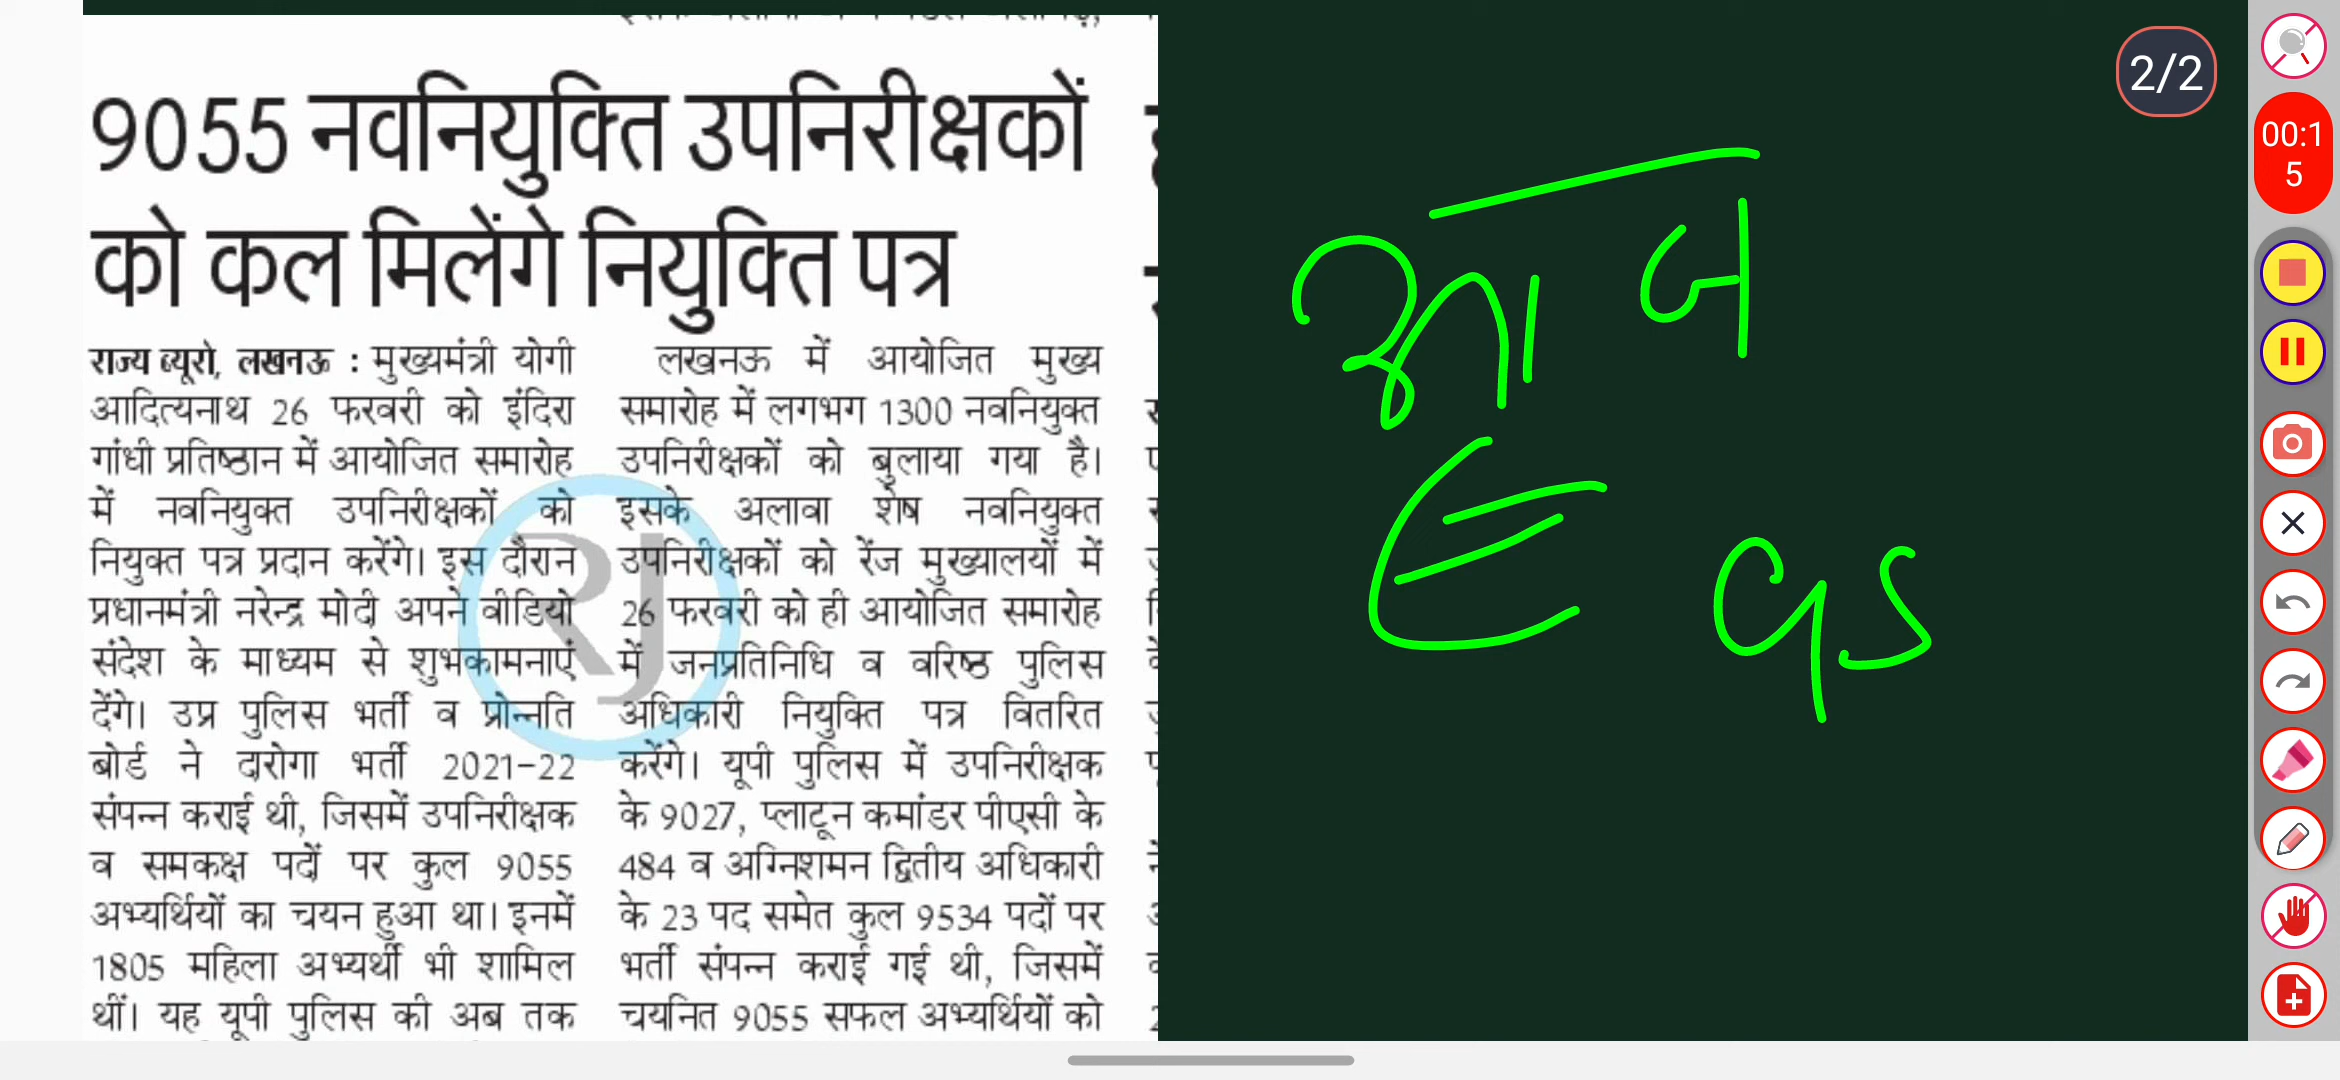 9055 नवनियुक्ति उपनिरीक्षकों
को कल मिलेंगे नियुक्ति पत्र
राज्य ब्यूरो, लखनऊ : मुख्यमंत्री योगी
आदित्यनाथ 26 फरवरी को इंदिरा
गांधी प्रतिष्ठान में आयोजित समारोह
में नवनियुक्त उपनिरीक्षकों को
नियुक्त पत्र प्रदान करेंगे। इस दौरान
प्रधानमंत्री नरेन्द्र मोदी अपने वीडियो
संदेश के माध्यम से शुभकामनाएं
देंगे। उप्र पुलिस भर्ती व प्रोन्नति
बोर्ड ने दारोगा भर्ती 2021-22
संपन्न कराई थी, जिसमें उपनिरीक्षक
व समकक्ष पदों पर कुल 9055
अभ्यर्थियों का चयन हुआ था। इनमें
1805 महिला अभ्यर्थी भी शामिल
थीं। यह यूपी पुलिस की अब तक
लखनऊ में आयोजित मुख्य
समारोह में लगभग 1300 नवनियुक्त
उपनिरीक्षकों को बुलाया गया है।
इसके अलावा शेष नवनियुक्त
उपनिरीक्षकों को रेंज मुख्यालयों में
26 फरवरी को ही आयोजित समारोह
में जनप्रतिनिधि व वरिष्ठ पुलिस
अधिकारी नियुक्ति पत्र वितरित
करेंगे। यूपी पुलिस में उपनिरीक्षक
के 9027, प्लाटून कमांडर पीएसी के
484 व अग्निशमन द्वितीय अधिकारी
के 23 पद समेत कुल 9534 पदों पर
भर्ती संपन्न कराई गई थी, जिसमें
चयनित 9055 सफल अभ्यर्थियों को
RJ
आज
2/2
00:1
5